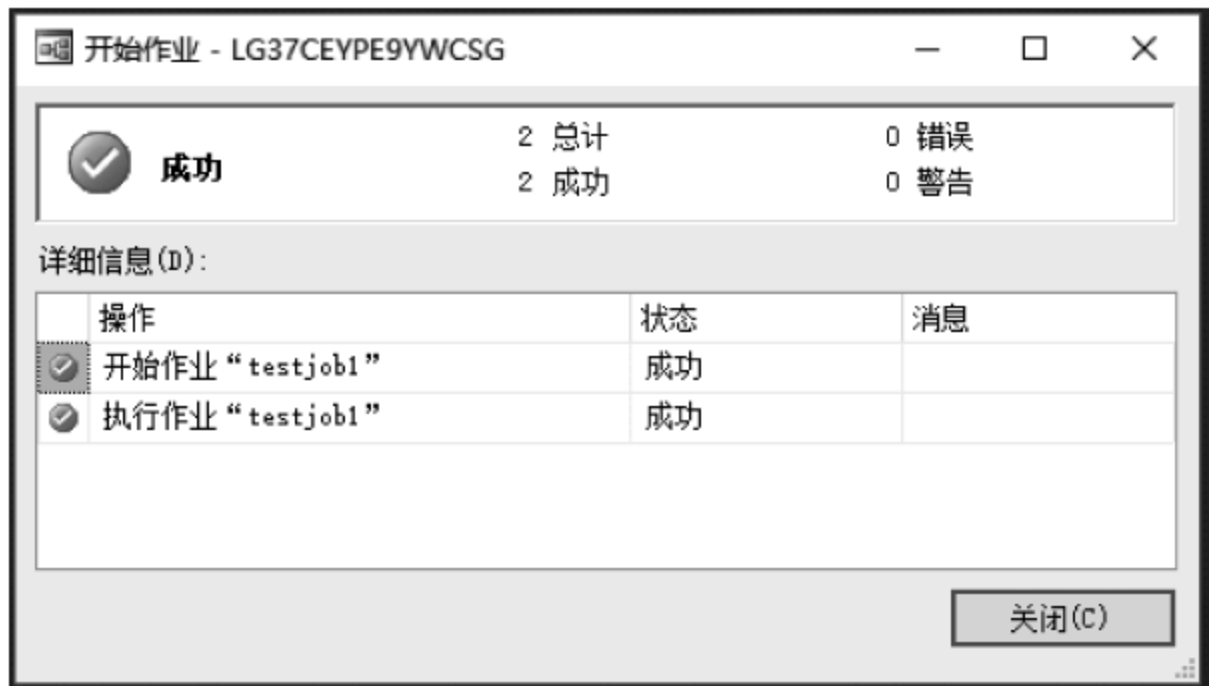 开始作业 - LG37CEYPE9YWCSG
成功
2 总计
0 错误
2 成功
0 警告
详细信息(D):
操作 状态 消息
开始作业“testjob1” 成功
执行作业“testjob1” 成功
关闭(C)